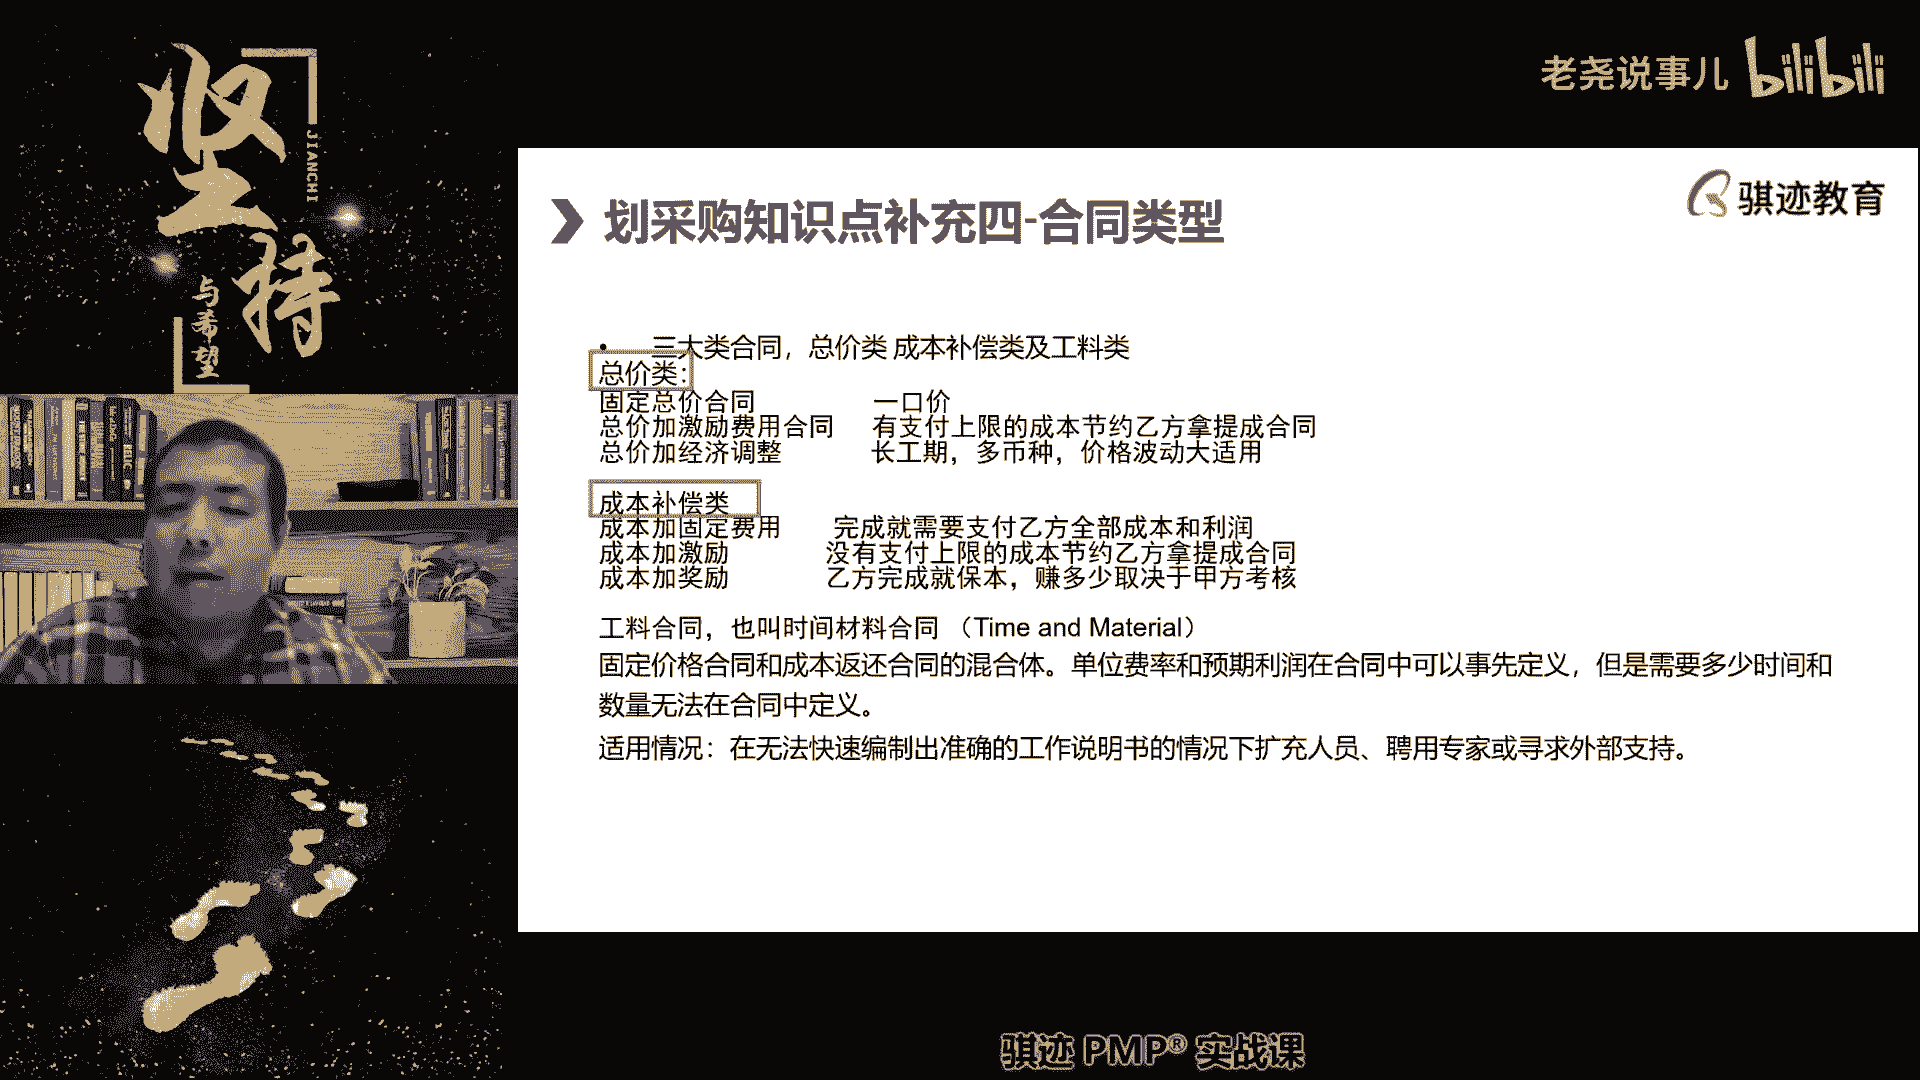 坚持
JIANCHI
与希望
老尧说事儿 bilibili
骐迹教育
划采购知识点补充四-合同类型
• 三大类合同，总价类 成本补偿类及工料类
总价类：
固定总价合同 一口价
总价加激励费用合同 有支付上限的成本节约乙方拿提成合同
总价加经济调整 长工期，多币种，价格波动大适用
成本补偿类
成本加固定费用 完成就需要支付乙方全部成本和利润
成本加激励 没有支付上限的成本节约乙方拿提成合同
成本加奖励 乙方完成就保本，赚多少取决于甲方考核
工料合同，也叫时间材料合同 （Time and Material）
固定价格合同和成本返还合同的混合体。单位费率和预期利润在合同中可以事先定义，但是需要多少时间和
数量无法在合同中定义。
适用情况：在无法快速编制出准确的工作说明书的情况下扩充人员、聘用专家或寻求外部支持。
骐迹 PMP® 实战课